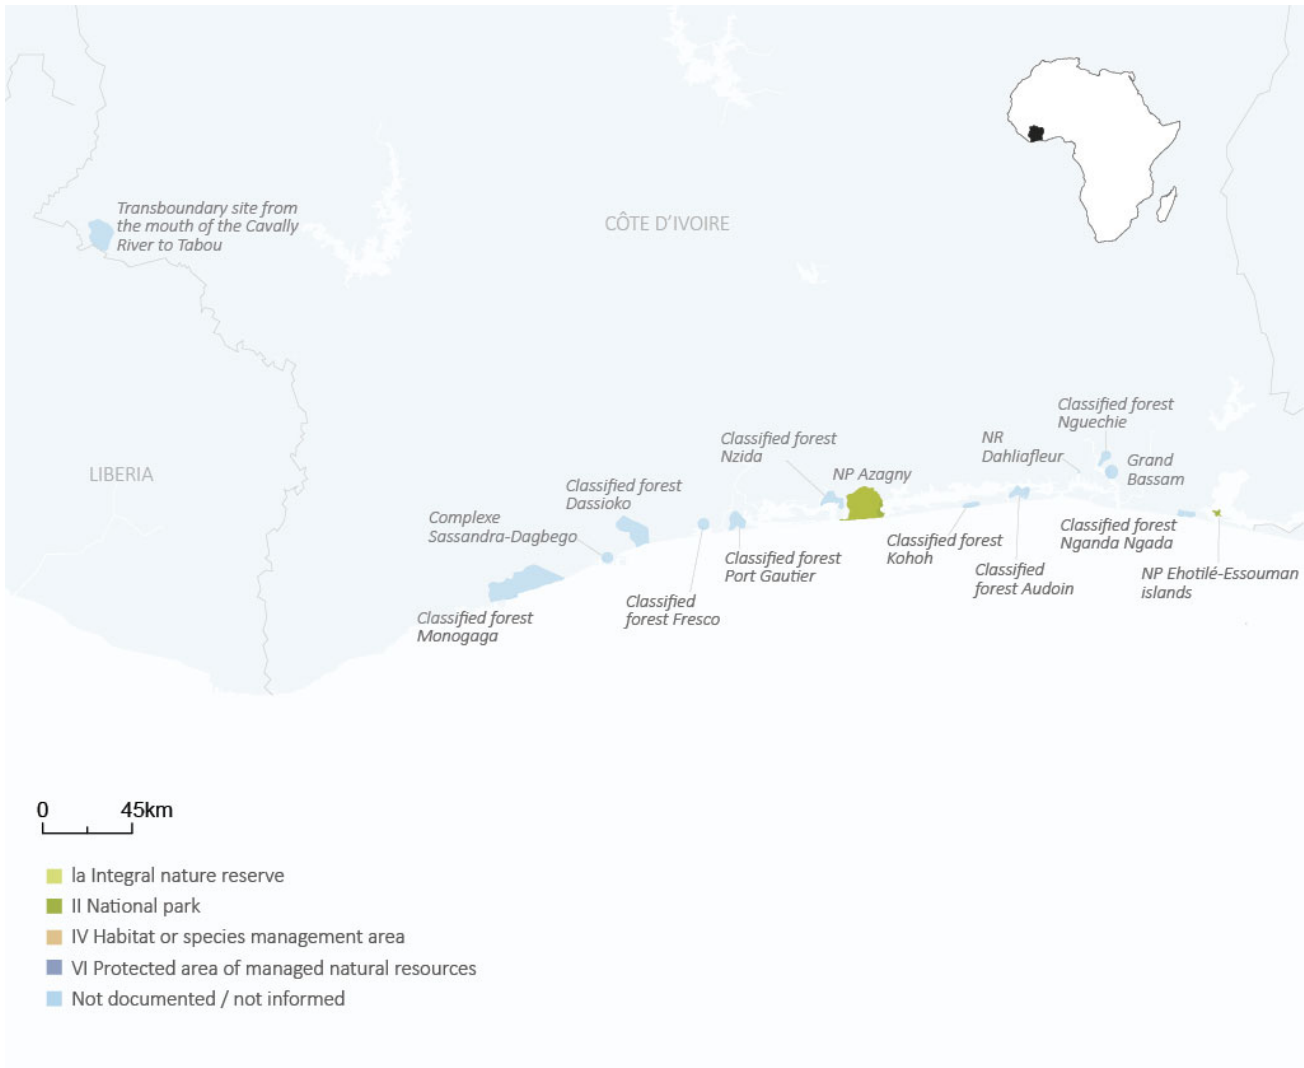 Transboundary site from
the mouth of the Cavally
River to Tabou
CÔTE D'IVOIRE
LIBERIA
Classified forest
Nguechie
Classified forest
Nzida
NR
Dahliafleur
Grand
Bassam
NP Azagny
Classified forest
Dassioko
Complexe
Sassandra-Dagbego
Classified forest
Port Gautier
Classified forest
Kohoh
Classified forest
Nganda Ngada
Classified
forest Audoin
NP Ehotilé-Essouman
islands
Classified
forest Fresco
Classified forest
Monogaga
0 45km
la Integral nature reserve
II National park
IV Habitat or species management area
VI Protected area of managed natural resources
Not documented / not informed